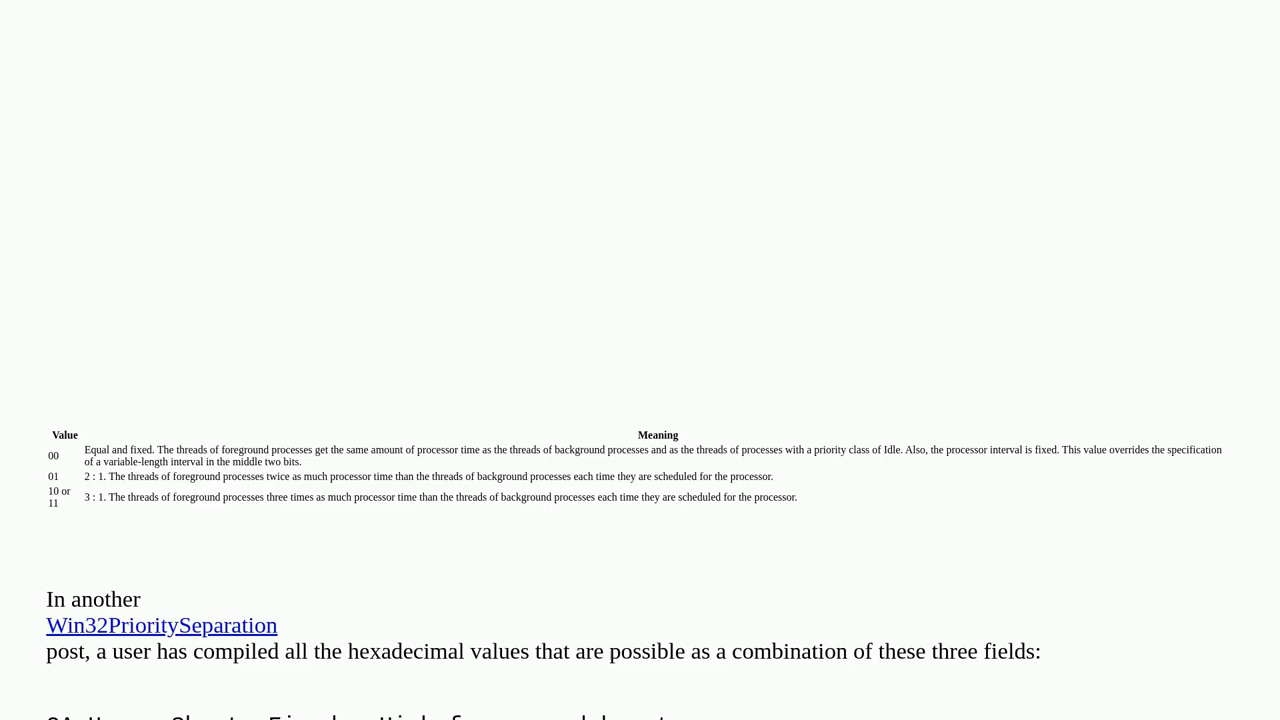 Value Meaning
00 Equal and fixed. The threads of foreground processes get the same amount of processor time as the threads of background processes and as the threads of processes with a priority class of Idle. Also, the processor interval is fixed. This value overrides the specification
of a variable-length interval in the middle two bits.
01 2 : 1. The threads of foreground processes twice as much processor time than the threads of background processes each time they are scheduled for the processor.
10 or
11 3 : 1. The threads of foreground processes three times as much processor time than the threads of background processes each time they are scheduled for the processor.
In another
Win32PrioritySeparation
post, a user has compiled all the hexadecimal values that are possible as a combination of these three fields: